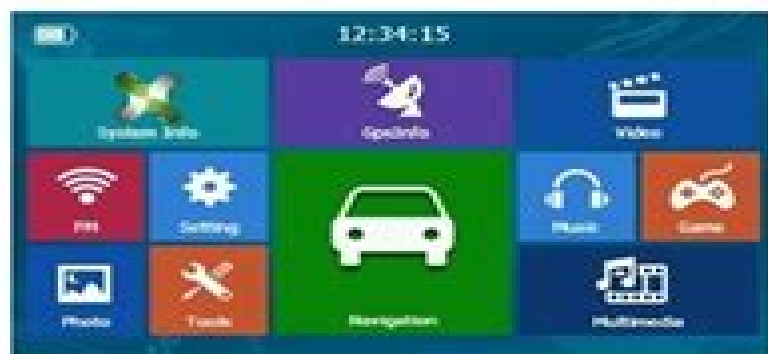 12:34:15
System Info
GpsInfo
Video
FM
Setting
Music
Game
Photo
Tools
Navigation
Multimedia